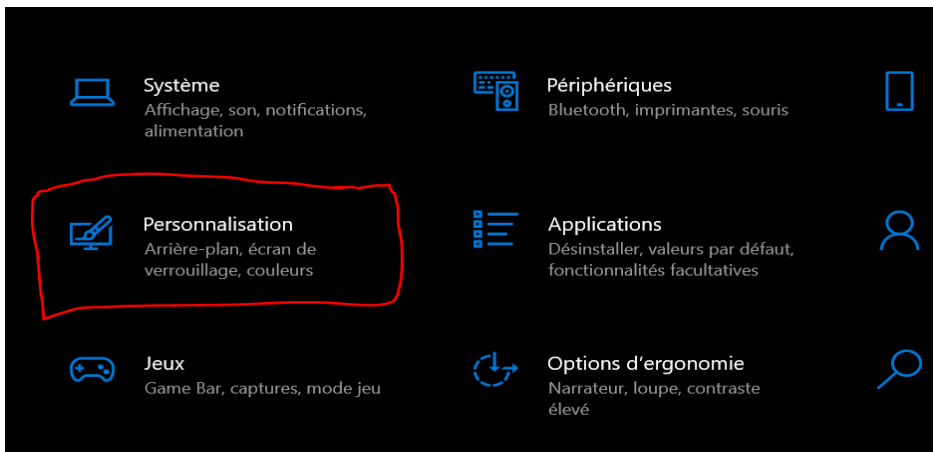 Système
Affichage, son, notifications,
alimentation
Périphériques
Bluetooth, imprimantes, souris
Personnalisation
Arrière-plan, écran de
verrouillage, couleurs
Applications
Désinstaller, valeurs par défaut,
fonctionnalités facultatives
Jeux
Game Bar, captures, mode jeu
Options d'ergonomie
Narrateur, loupe, contraste
élevé